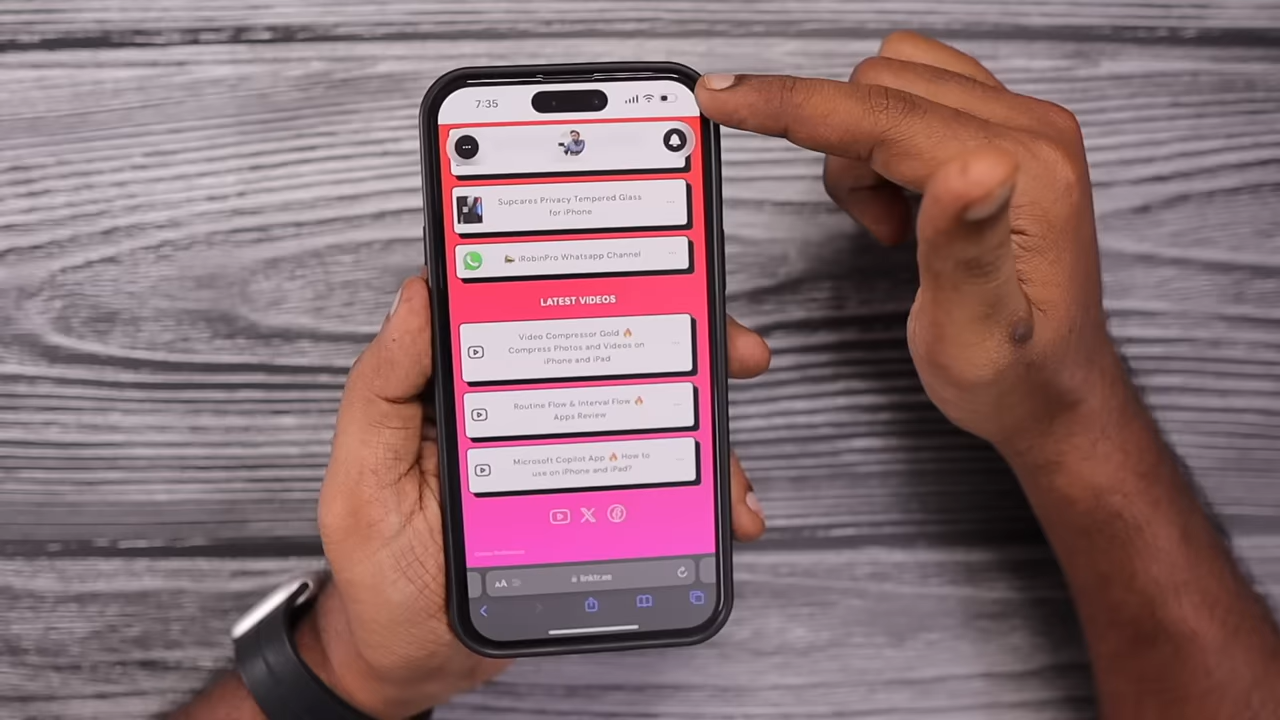 7:35
Supcares Privacy Tempered Glass
for iPhone
iRobinPro Whatsapp Channel
LATEST VIDEOS
Video Compressor Gold 🔥
Compress Photos and Videos on
iPhone and iPad
Routine Flow & Interval Flow 🔥
Apps Review
Microsoft Copilot App 🔥 How to
use on iPhone and iPad?
AA
linktr.ee